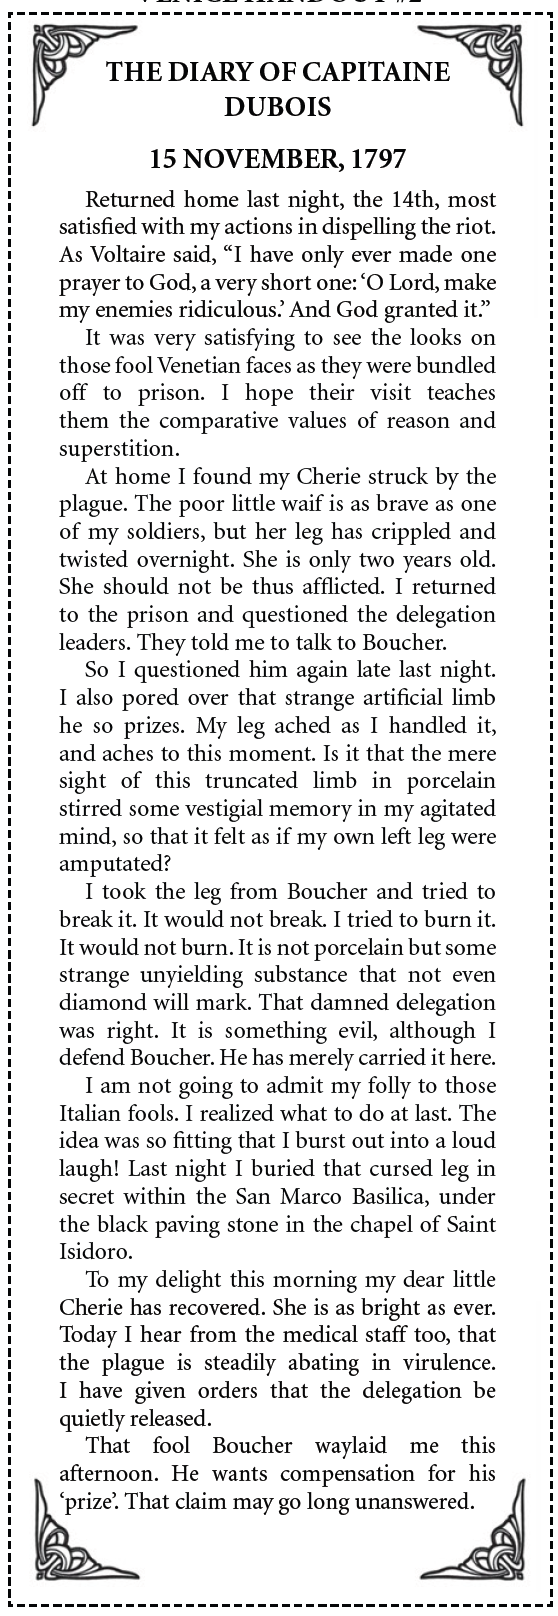 VENICE HANDOUT #2
THE DIARY OF CAPITAINE
DUBOIS
15 NOVEMBER, 1797
Returned home last night, the 14th, most
satisfied with my actions in dispelling the riot.
As Voltaire said, “I have only ever made one
prayer to God, a very short one: ‘O Lord, make
my enemies ridiculous.’ And God granted it.”
It was very satisfying to see the looks on
those fool Venetian faces as they were bundled
off to prison. I hope their visit teaches
them the comparative values of reason and
superstition.
At home I found my Cherie struck by the
plague. The poor little waif is as brave as one
of my soldiers, but her leg has crippled and
twisted overnight. She is only two years old.
She should not be thus afflicted. I returned
to the prison and questioned the delegation
leaders. They told me to talk to Boucher.
So I questioned him again late last night.
I also pored over that strange artificial limb
he so prizes. My leg ached as I handled it,
and aches to this moment. Is it that the mere
sight of this truncated limb in porcelain
stirred some vestigial memory in my agitated
mind, so that it felt as if my own left leg were
amputated?
I took the leg from Boucher and tried to
break it. It would not break. I tried to burn it.
It would not burn. It is not porcelain but some
strange unyielding substance that not even
diamond will mark. That damned delegation
was right. It is something evil, although I
defend Boucher. He has merely carried it here.
I am not going to admit my folly to those
Italian fools. I realized what to do at last. The
idea was so fitting that I burst out into a loud
laugh! Last night I buried that cursed leg in
secret within the San Marco Basilica, under
the black paving stone in the chapel of Saint
Isidoro.
To my delight this morning my dear little
Cherie has recovered. She is as bright as ever.
Today I hear from the medical staff too, that
the plague is steadily abating in virulence.
I have given orders that the delegation be
quietly released.
That fool Boucher waylaid me this
afternoon. He wants compensation for his
‘prize’. That claim may go long unanswered.